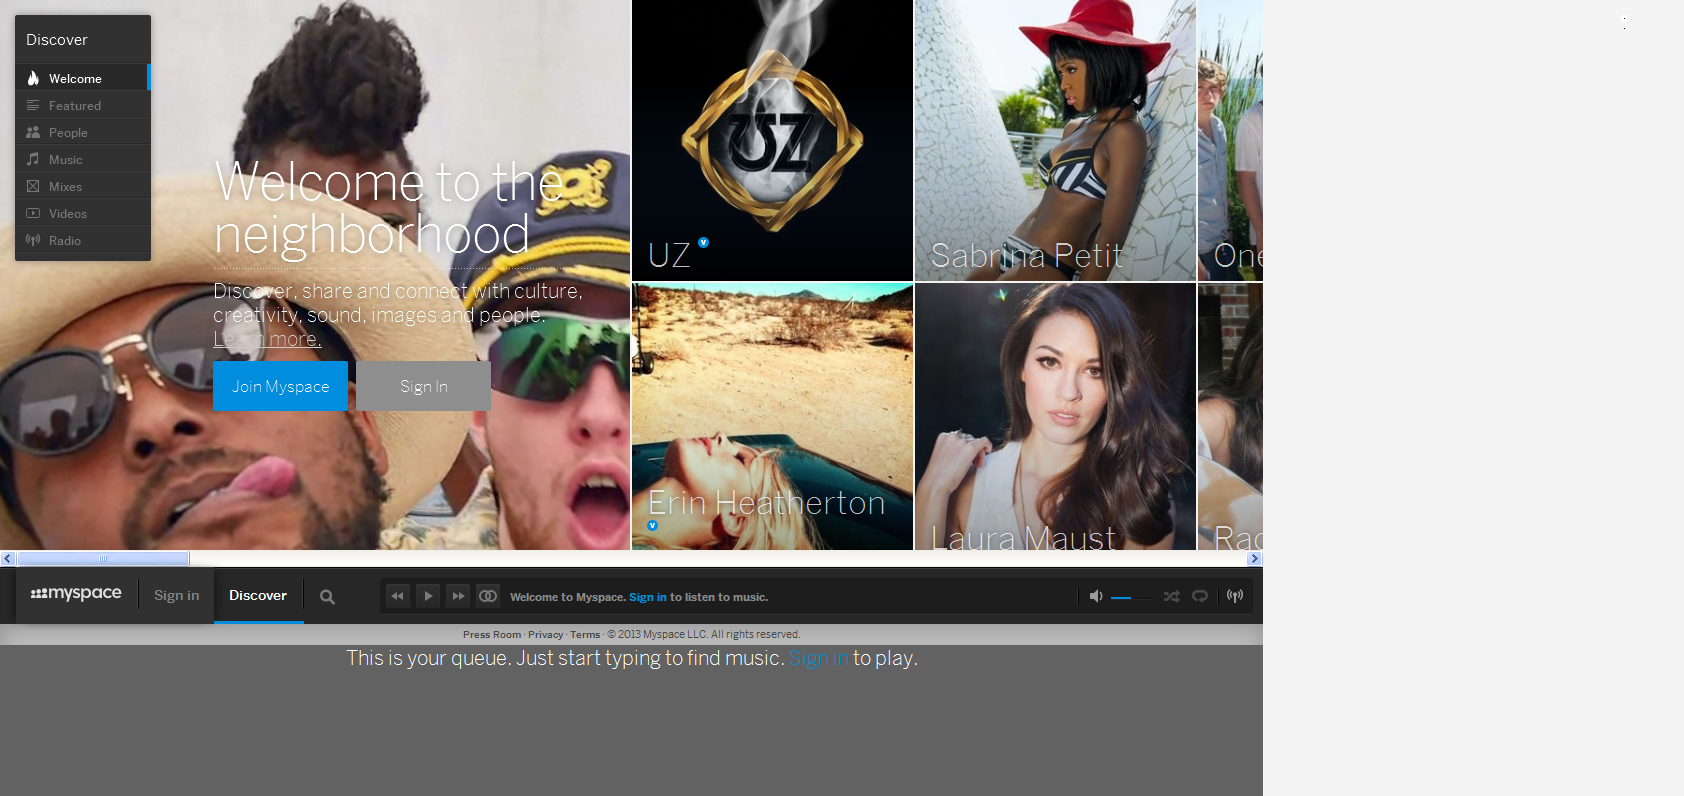 Discover
Welcome
Featured
People
Music
Mixes
Videos
Radio
Welcome to the
neighborhood
Discover, share and connect with culture,
creativity, sound, images and people.
Learn more.
Join Myspace
Sign In
UZ
UZ
Sabrina Petit
One
Erin Heatherton
Laura Maust
Rac
myspace
Sign in
Discover
Welcome to Myspace. Sign in to listen to music.
Press Room · Privacy · Terms · © 2013 Myspace LLC. All rights reserved.
This is your queue. Just start typing to find music. Sign in to play.